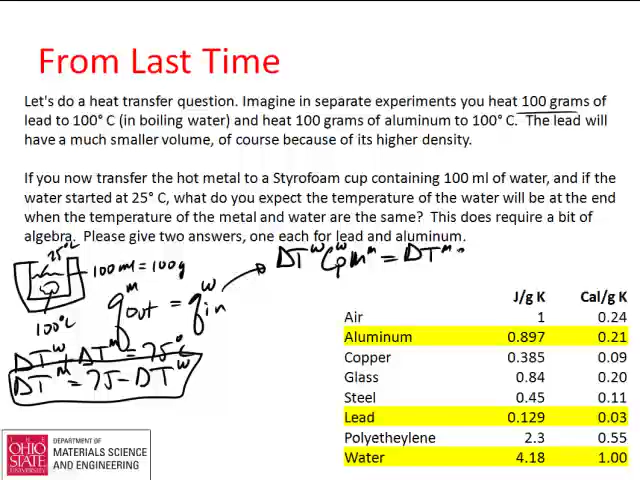 From Last Time
Let's do a heat transfer question. Imagine in separate experiments you heat 100 grams of
lead to 100° C (in boiling water) and heat 100 grams of aluminum to 100° C. The lead will
have a much smaller volume, of course because of its higher density.
If you now transfer the hot metal to a Styrofoam cup containing 100 ml of water, and if the
water started at 25° C, what do you expect the temperature of the water will be at the end
when the temperature of the metal and water are the same? This does require a bit of
algebra. Please give two answers, one each for lead and aluminum.
25°C
100 ml = 100g
100°C
q^m out = q^w in
ΔT^w Cp^w m^m = ΔT^m
ΔT^w + ΔT^m = 75°C
ΔT^m = 75 - ΔT^w
J/g K Cal/g K
Air 1 0.24
Aluminum 0.897 0.21
Copper 0.385 0.09
Glass 0.84 0.20
Steel 0.45 0.11
Lead 0.129 0.03
Polyetheylene 2.3 0.55
Water 4.18 1.00
THE
OHIO
STATE
UNIVERSITY
DEPARTMENT OF
MATERIALS SCIENCE
AND ENGINEERING